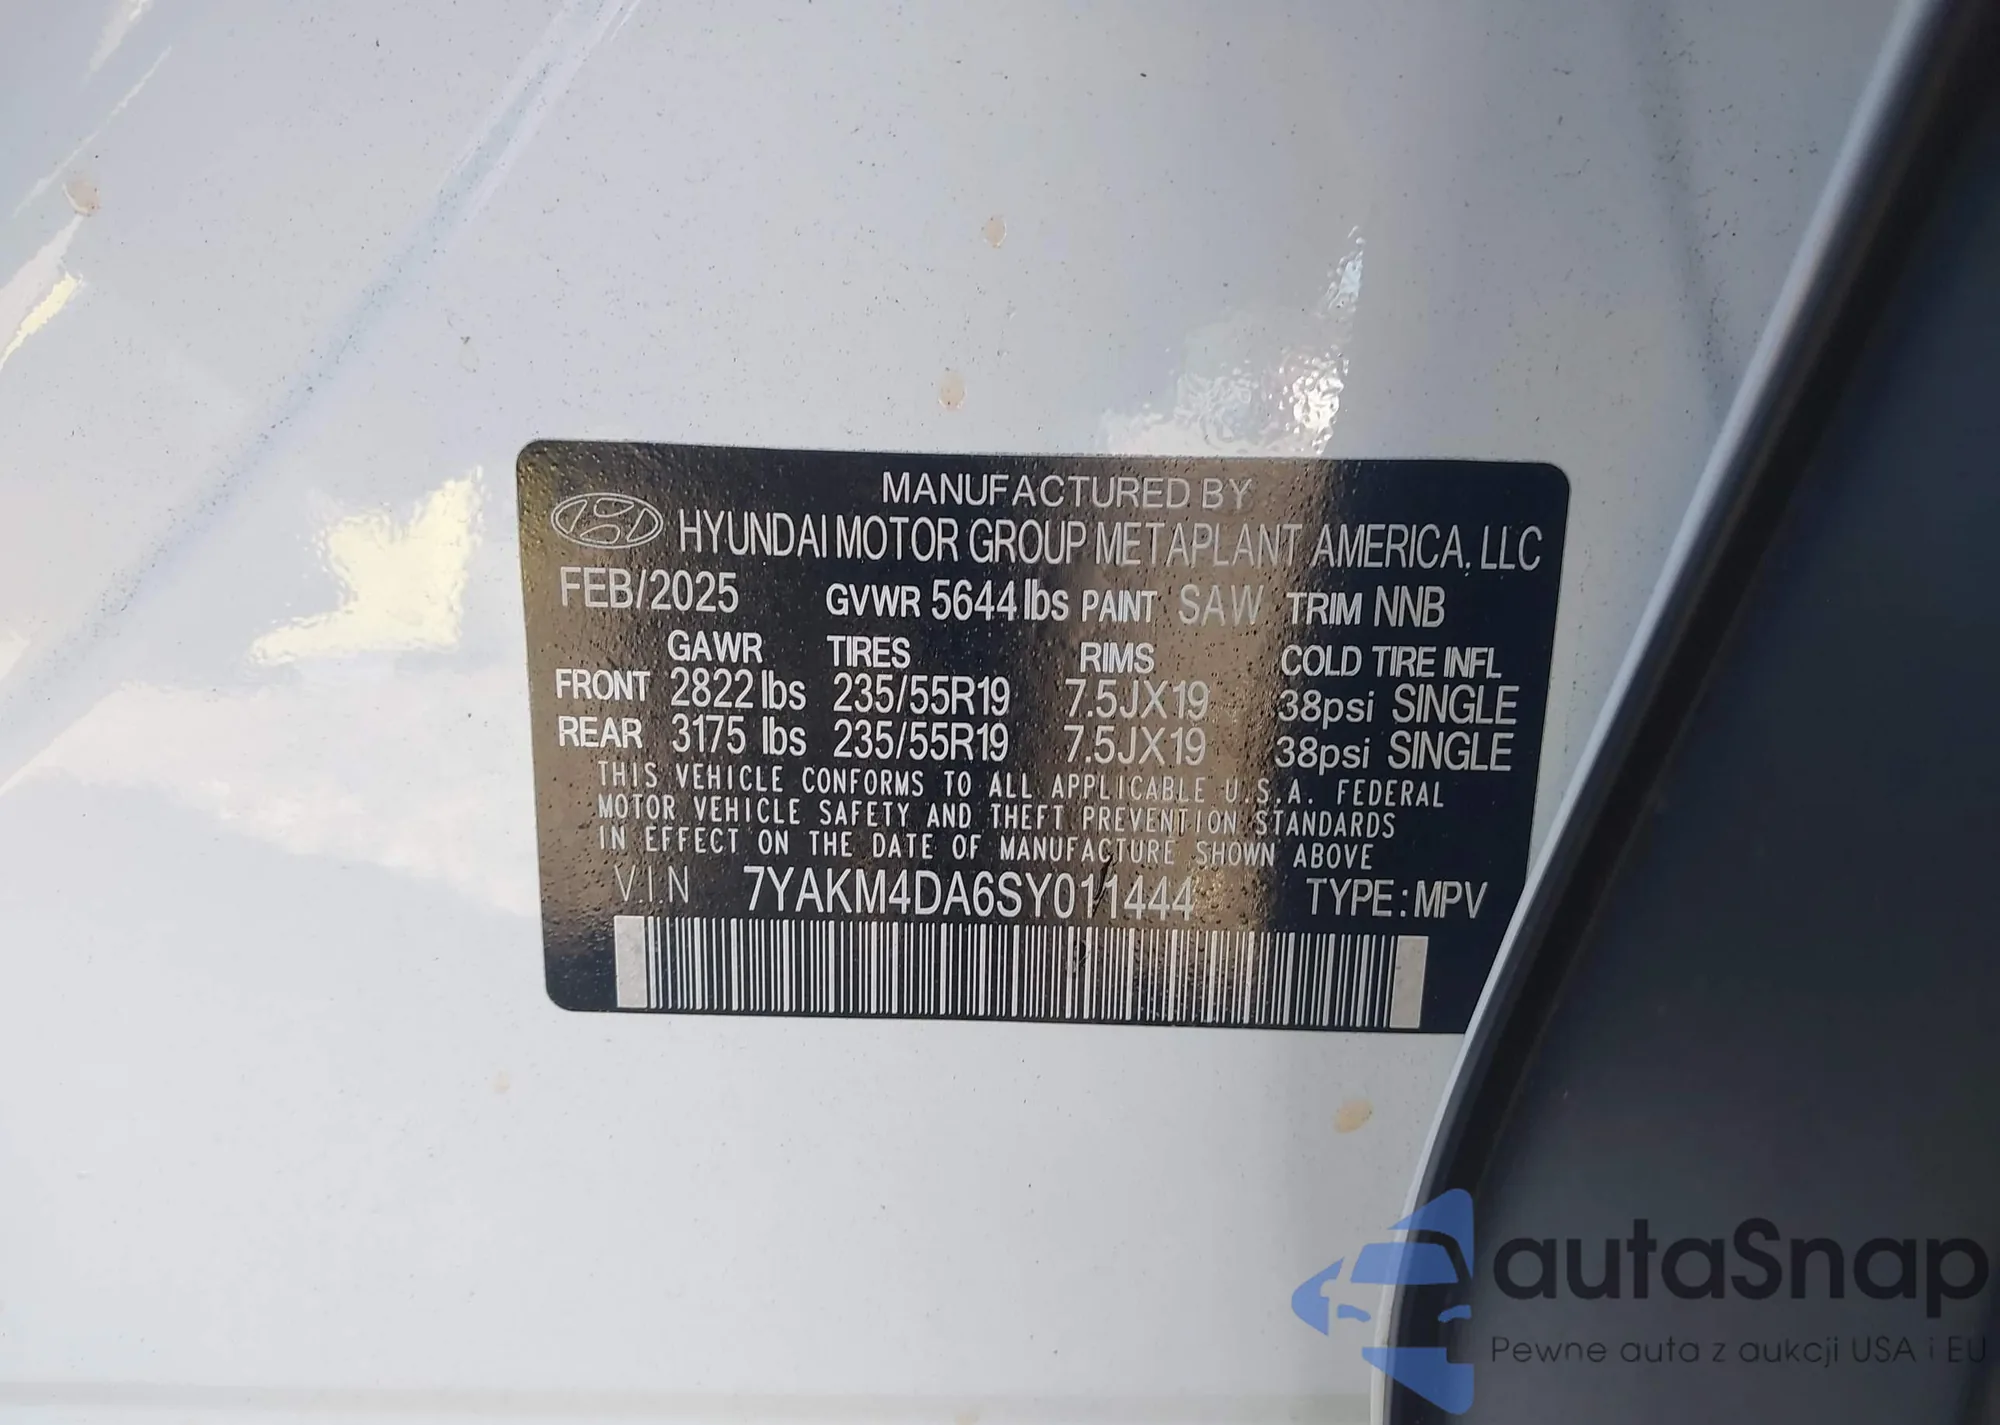 MANUFACTURED BY
HYUNDAI MOTOR GROUP METAPLANT AMERICA, LLC
FEB/2025 GVWR 5644 lbs PAINT SAW TRIM NNB
GAWR TIRES RIMS COLD TIRE INFL
FRONT 2822 lbs 235/55R19 7.5JX19 38psi SINGLE
REAR 3175 lbs 235/55R19 7.5JX19 38psi SINGLE
THIS VEHICLE CONFORMS TO ALL APPLICABLE U.S.A. FEDERAL
MOTOR VEHICLE SAFETY AND THEFT PREVENTION STANDARDS
IN EFFECT ON THE DATE OF MANUFACTURE SHOWN ABOVE
V.I.N 7YAKM4DA6SY011444 TYPE:MPV
autaSnap
Pewne auta z aukcji USA i EU